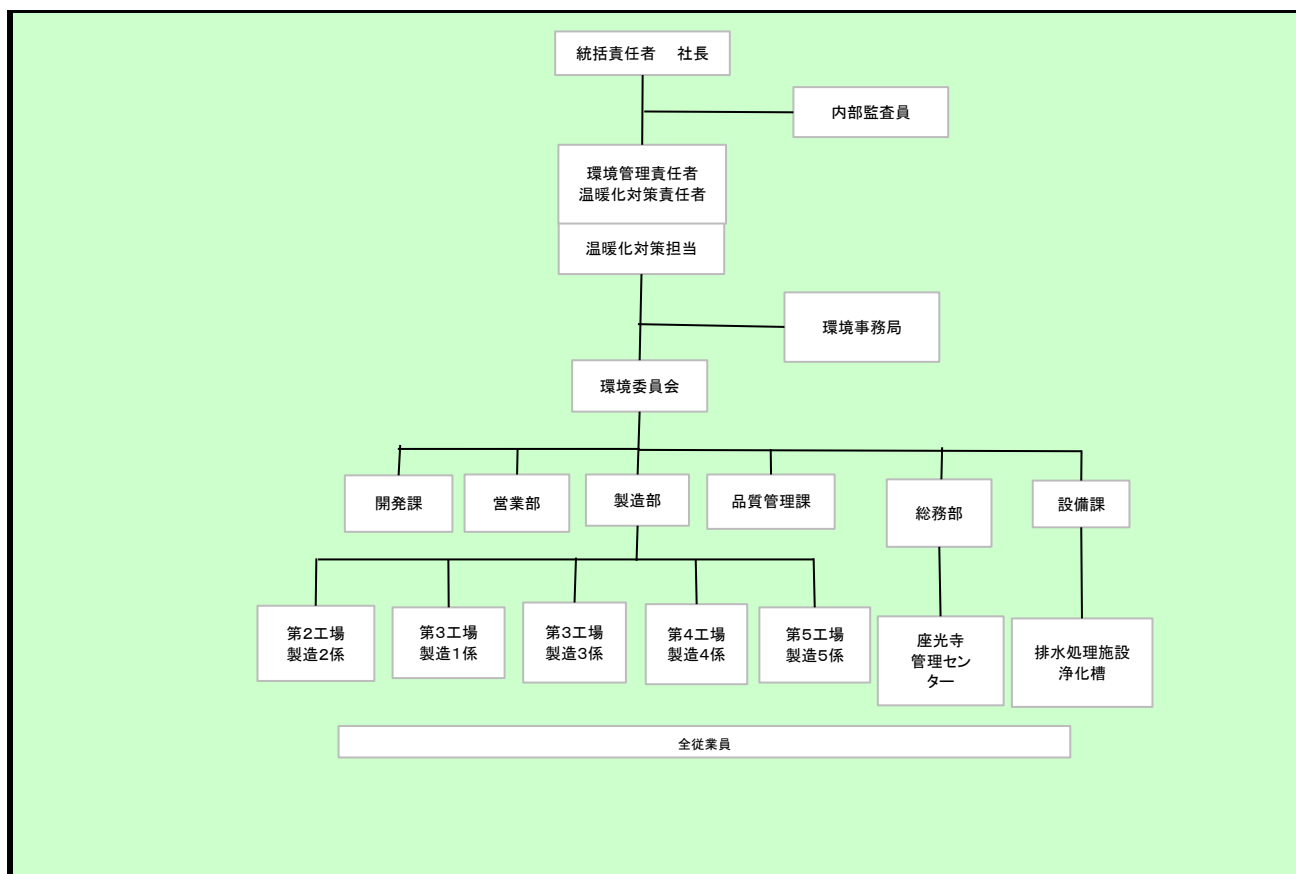 統括責任者　社長
内部監査員
環境管理責任者
温暖化対策責任者
温暖化対策担当
環境事務局
環境委員会
開発課
営業部
製造部
品質管理課
総務部
設備課
第2工場
製造2係
第3工場
製造1係
第3工場
製造3係
第4工場
製造4係
第5工場
製造5係
座光寺
管理セン
ター
排水処理施設
浄化槽
全従業員